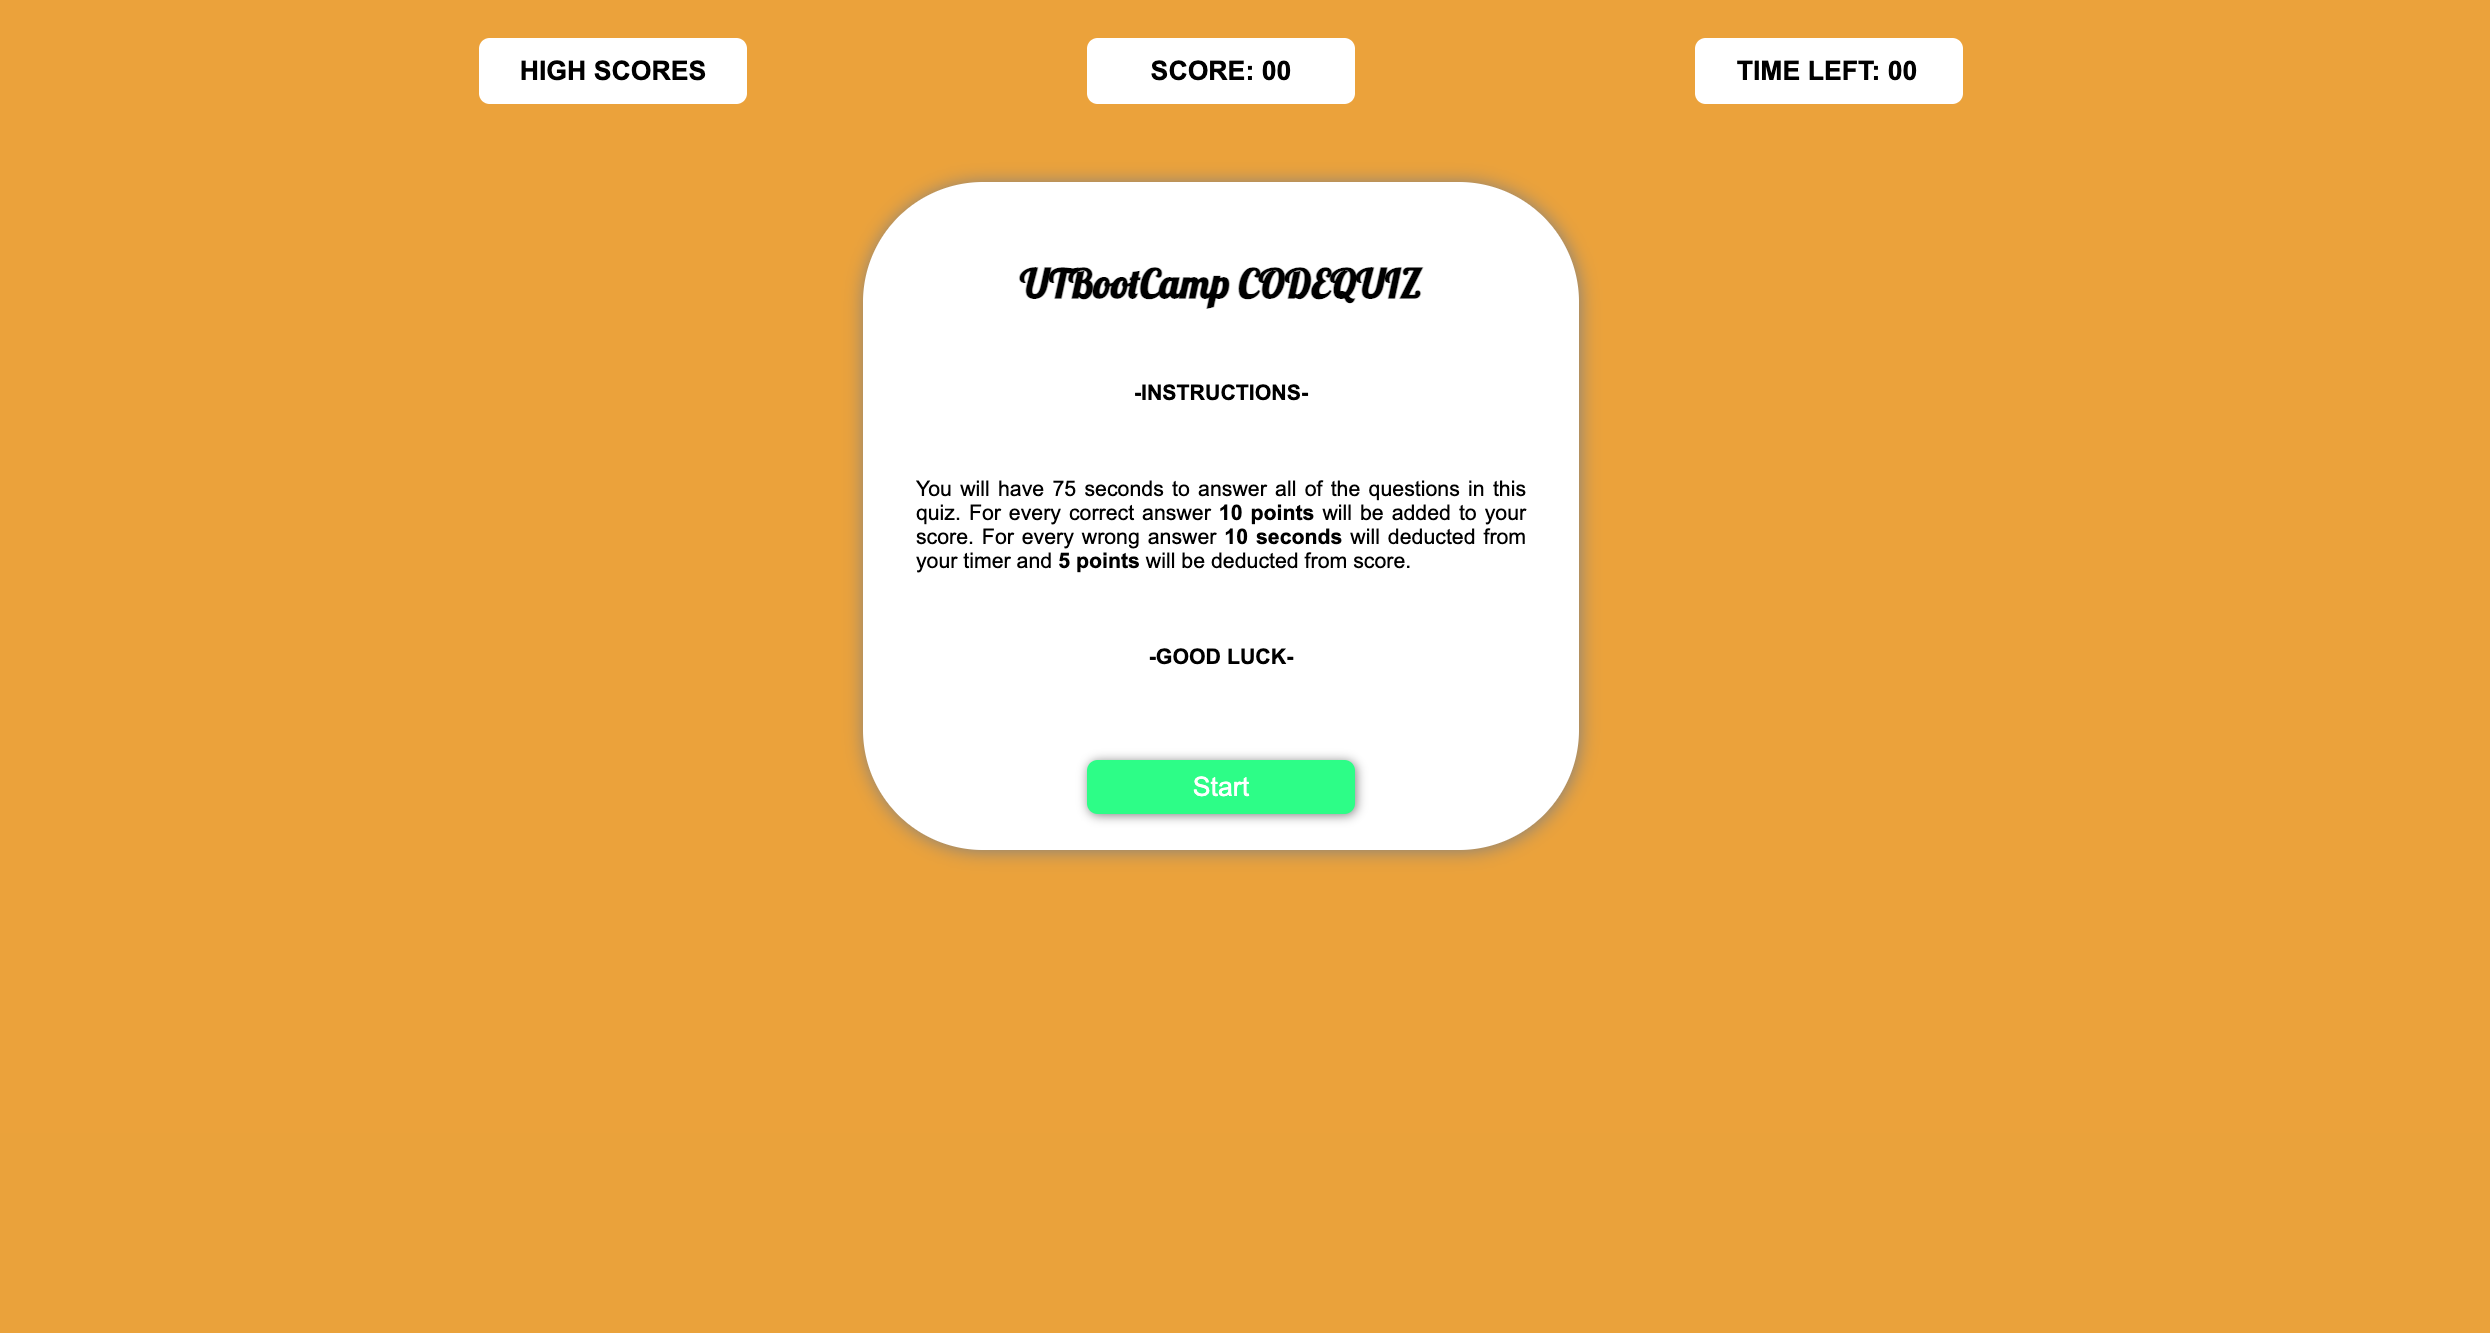 HIGH SCORES
SCORE: 00
TIME LEFT: 00
UTBootCamp CODEQUIZ
-INSTRUCTIONS-
You will have 75 seconds to answer all of the questions in this
quiz. For every correct answer 10 points will be added to your
score. For every wrong answer 10 seconds will deducted from
your timer and 5 points will be deducted from score.
-GOOD LUCK-
Start